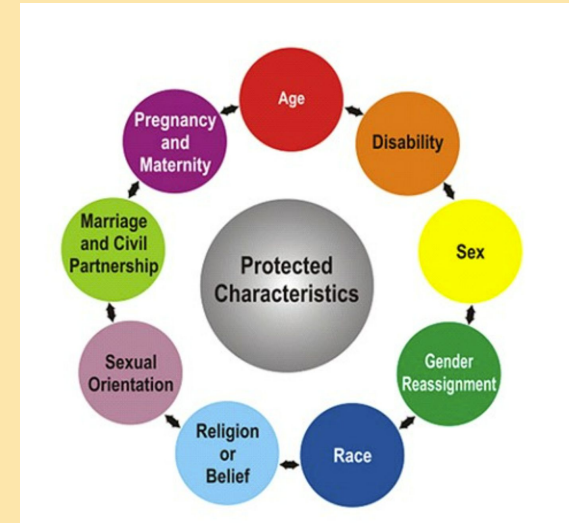 Protected
Characteristics
Age
Disability
Sex
Gender
Reassignment
Race
Religion
or
Belief
Sexual
Orientation
Marriage
and Civil
Partnership
Pregnancy
and
Maternity